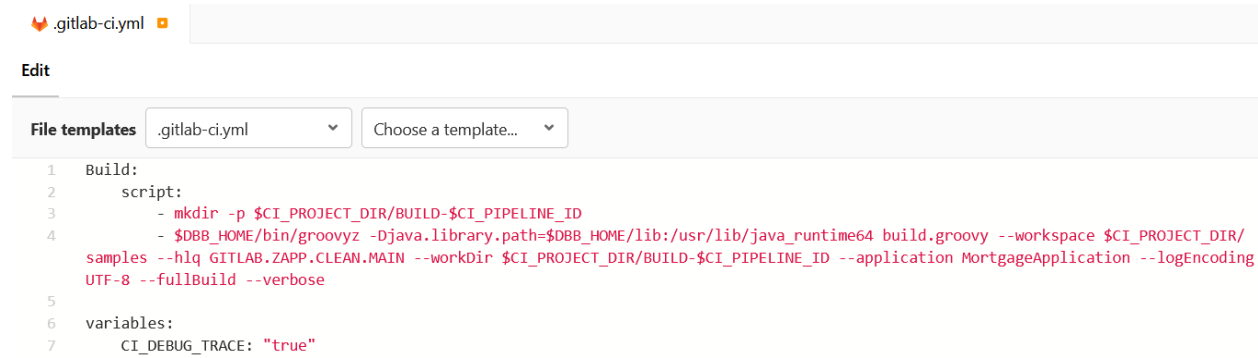 .gitlab-ci.yml
Edit
File templates .gitlab-ci.yml Choose a template...
1 Build:
2 script:
3 - mkdir -p $CI_PROJECT_DIR/BUILD-$CI_PIPELINE_ID
4 - $DBB_HOME/bin/groovyz -Djava.library.path=$DBB_HOME/lib:/usr/lib/java_runtime64 build.groovy --workspace $CI_PROJECT_DIR/
samples --hlq GITLAB.ZAPP.CLEAN.MAIN --workDir $CI_PROJECT_DIR/BUILD-$CI_PIPELINE_ID --application MortgageApplication --logEncoding
UTF-8 --fullBuild --verbose
5
6 variables:
7 CI_DEBUG_TRACE: "true"